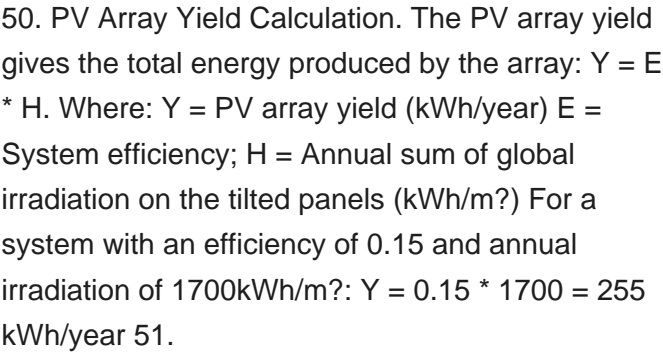 50. PV Array Yield Calculation. The PV array yield
gives the total energy produced by the array: Y = E
* H. Where: Y = PV array yield (kWh/year) E =
System efficiency; H = Annual sum of global
irradiation on the tilted panels (kWh/m?) For a
system with an efficiency of 0.15 and annual
irradiation of 1700kWh/m?: Y = 0.15 * 1700 = 255
kWh/year 51.